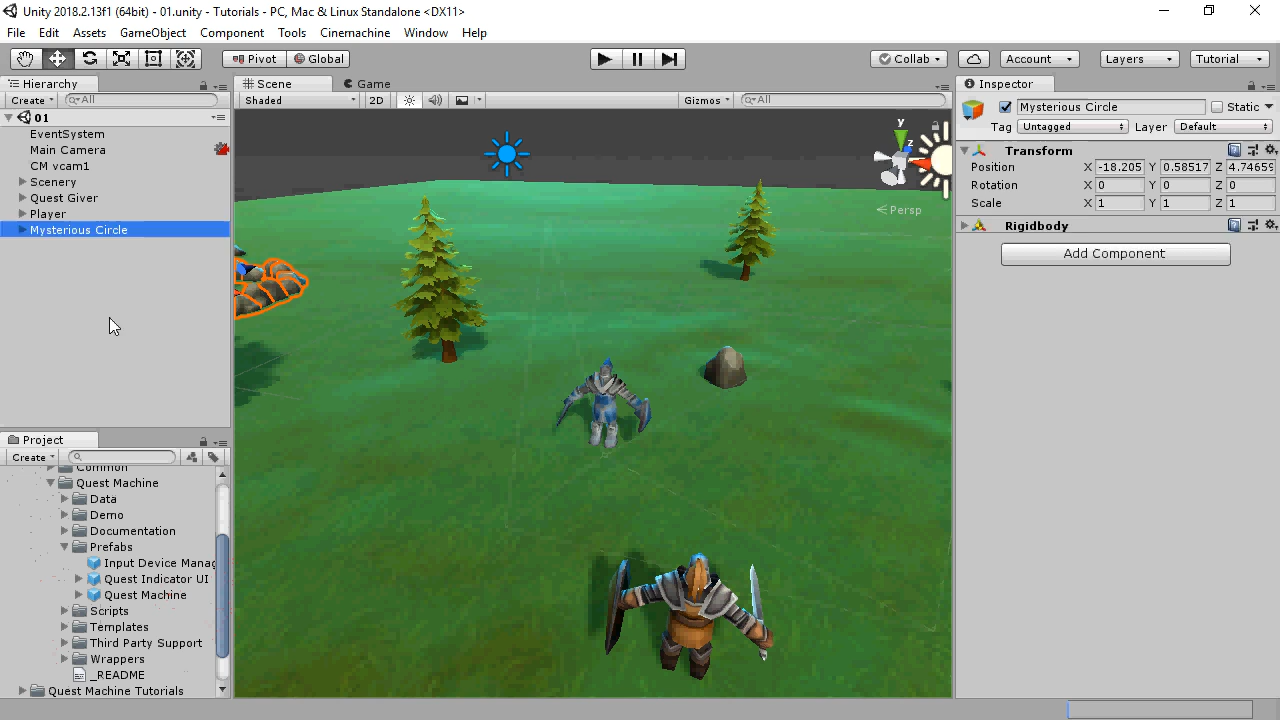 Unity 2018.2.13f1 (64bit) - 01.unity - Tutorials - PC, Mac & Linux Standalone <DX11>
File Edit Assets GameObject Component Tools Cinemachine Window Help
Pivot Global Collab Account Layers Tutorial
Hierarchy
Create All
01
EventSystem
Main Camera
CM vcam1
Scenery
Quest Giver
Player
Mysterious Circle
Scene Game
Shaded 2D Gizmos All
y
z
Persp
Project
Create
Common
Quest Machine
Data
Demo
Documentation
Prefabs
Input Device Manag
Quest Indicator UI
Quest Machine
Scripts
Templates
Third Party Support
Wrappers
_README
Quest Machine Tutorials
Inspector
Mysterious Circle Static
Tag Untagged Layer Default
Transform
Position X -18.205 Y 0.58517 Z 4.74659
Rotation X 0 Y 0 Z 0
Scale X 1 Y 1 Z 1
Rigidbody
Add Component